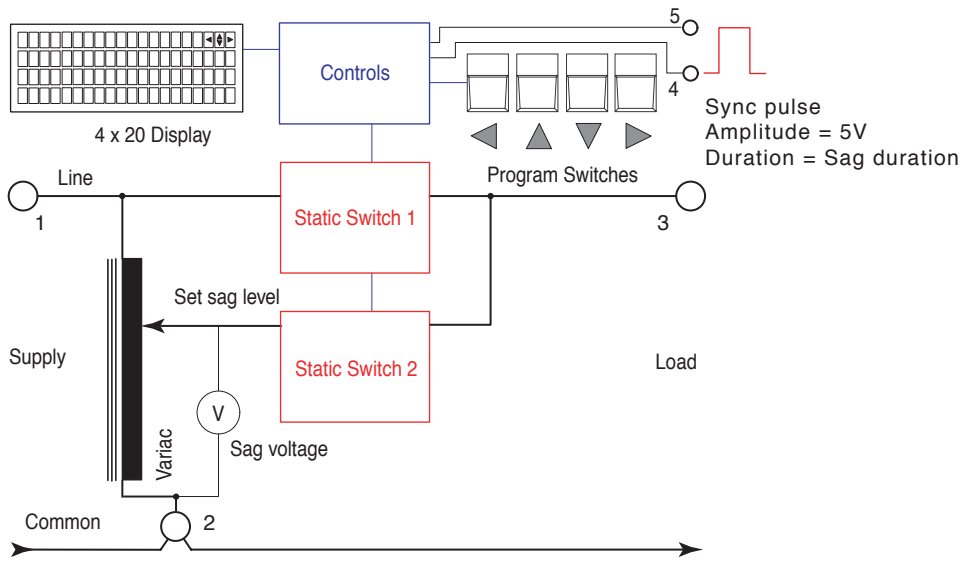 5
Controls
4
4 x 20 Display
Sync pulse
Amplitude = 5V
Duration = Sag duration
Line
Program Switches
1
Static Switch 1
3
Set sag level
Supply
Static Switch 2
Load
V
Variac
Sag voltage
Common
2